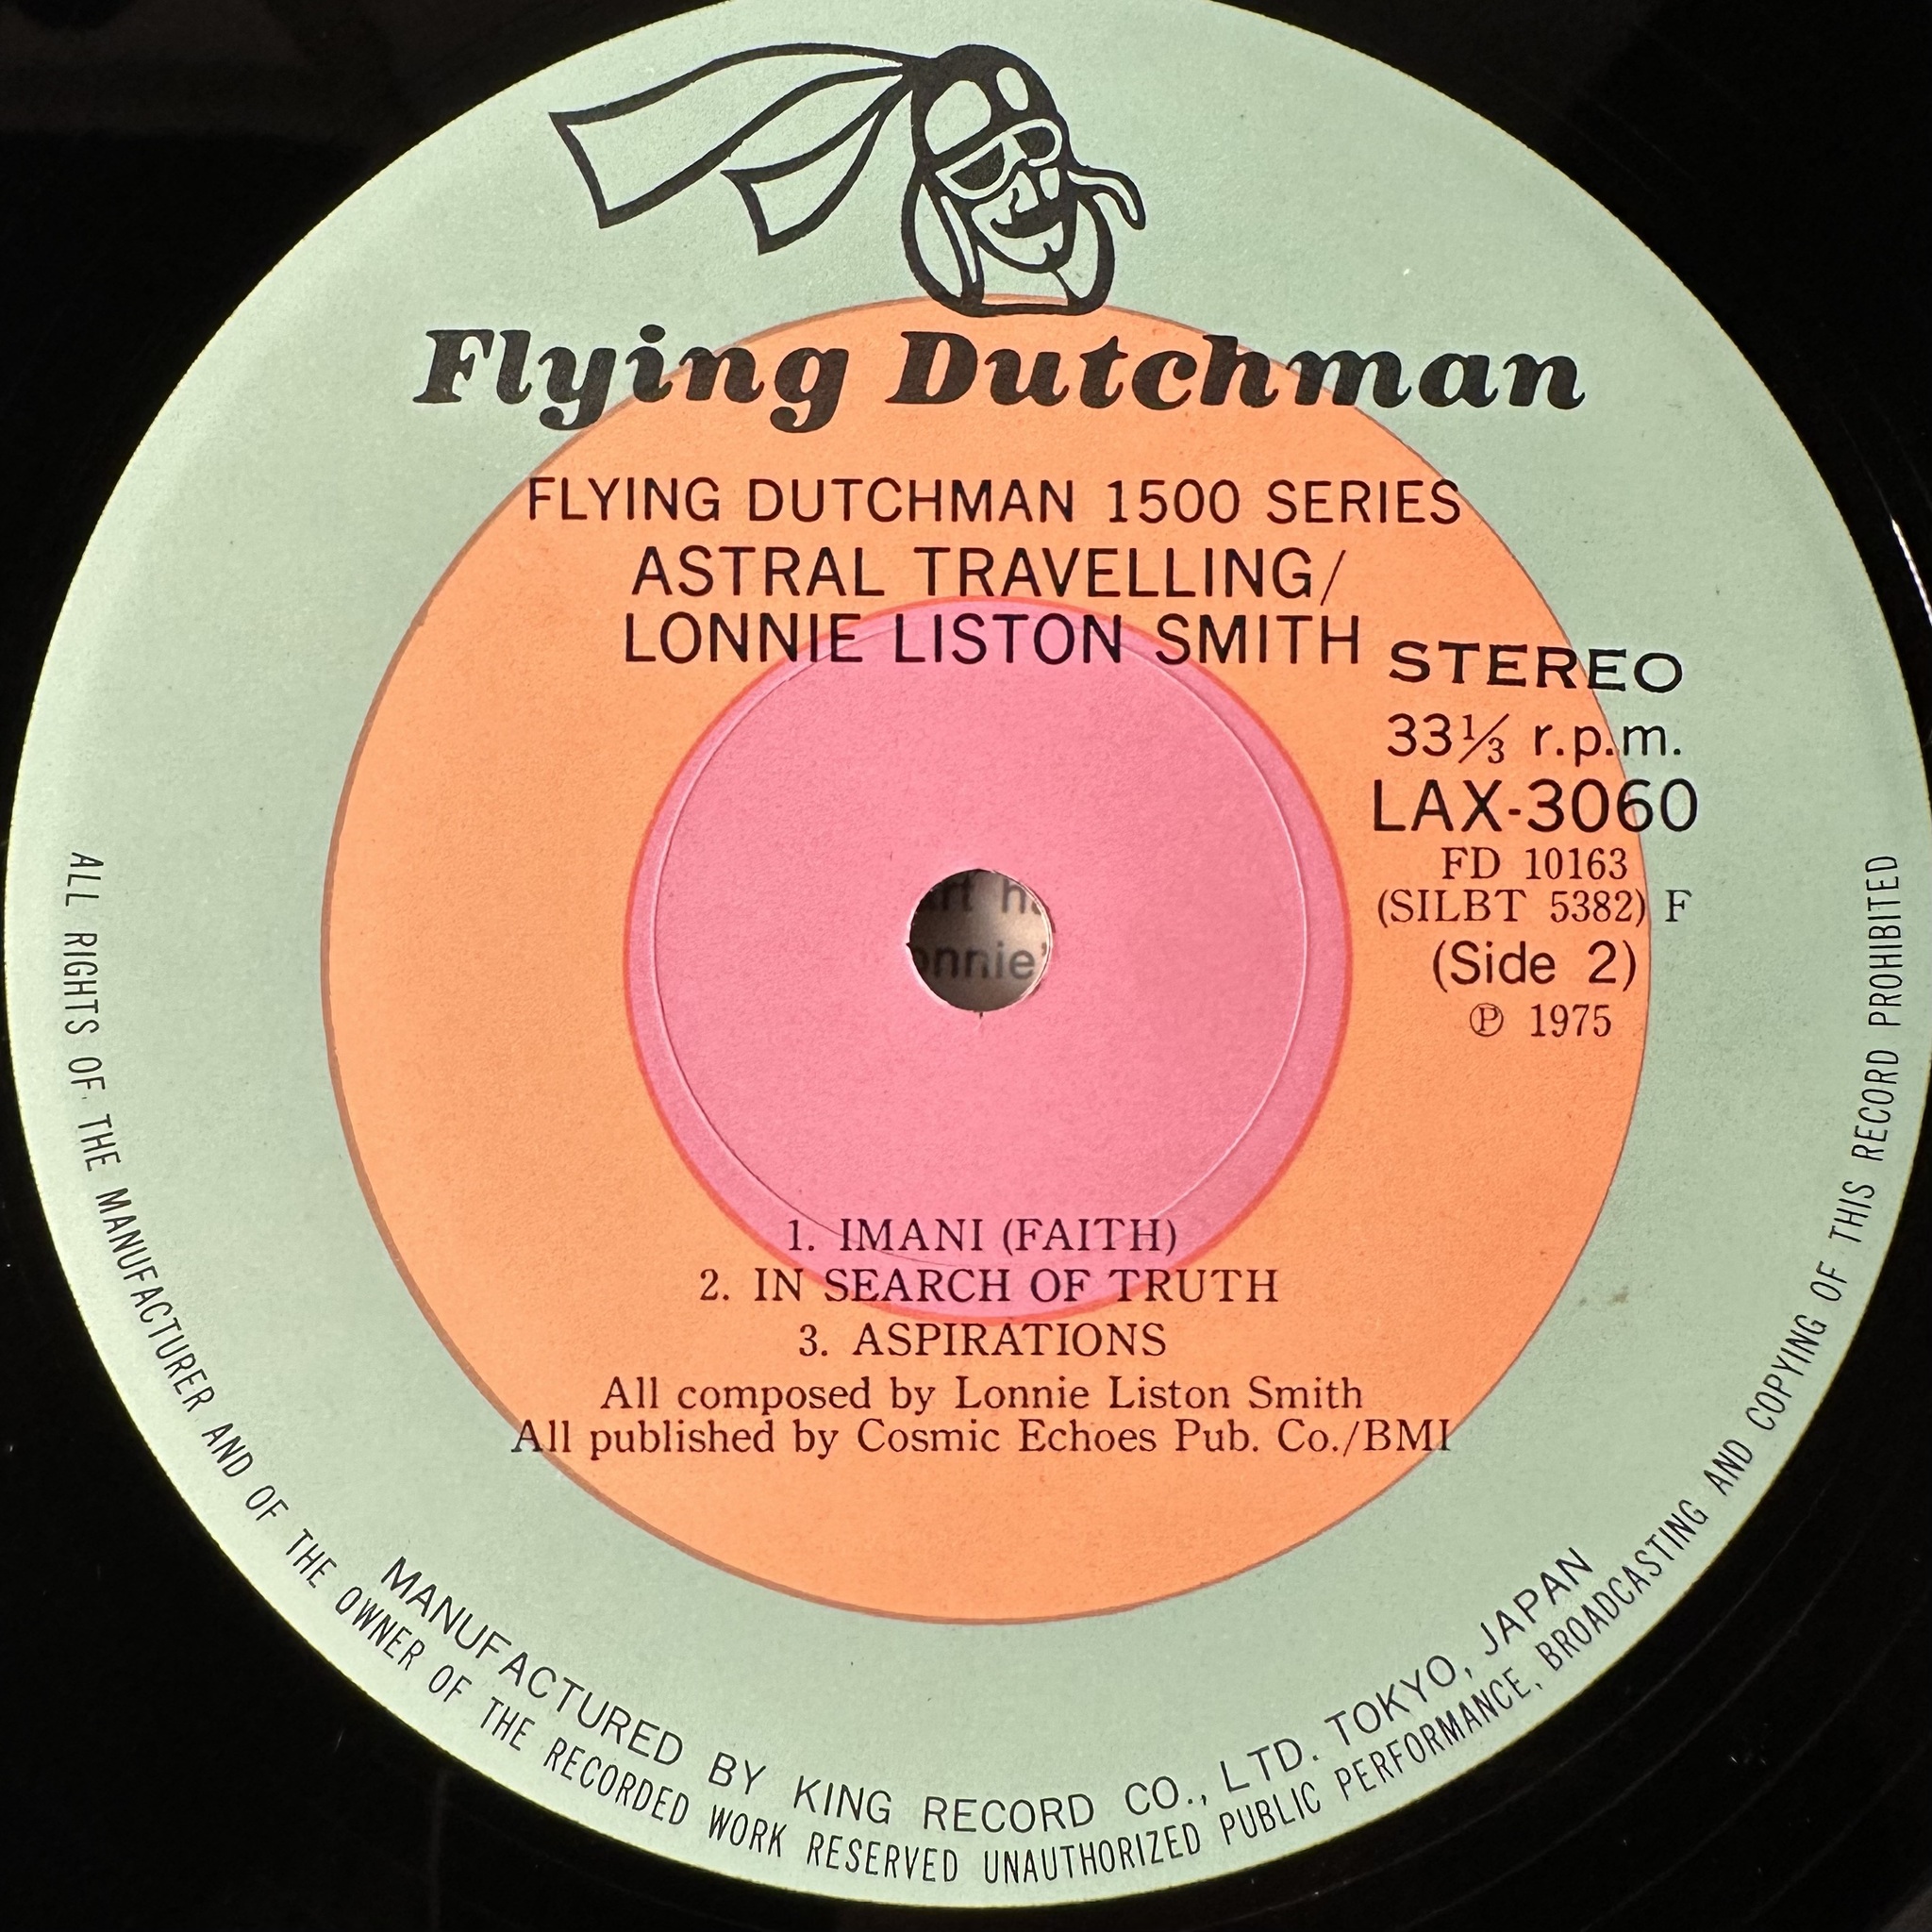 Flying Dutchman
FLYING DUTCHMAN 1500 SERIES
ASTRAL TRAVELLING/
LONNIE LISTON SMITH
STEREO
33⅓ r.p.m.
LAX-3060
FD 10163
(SILBT 5382) F
(Side 2)
Ⓟ 1975
onnie'
1. IMANI (FAITH)
2. IN SEARCH OF TRUTH
3. ASPIRATIONS
All composed by Lonnie Liston Smith
All published by Cosmic Echoes Pub. Co./BMI
MANUFACTURED BY KING RECORD CO., LTD. TOKYO, JAPAN
ALL RIGHTS OF THE MANUFACTURER AND OF THE OWNER OF THE RECORDED WORK RESERVED UNAUTHORIZED PUBLIC PERFORMANCE, BROADCASTING AND COPYING OF THIS RECORD PROHIBITED